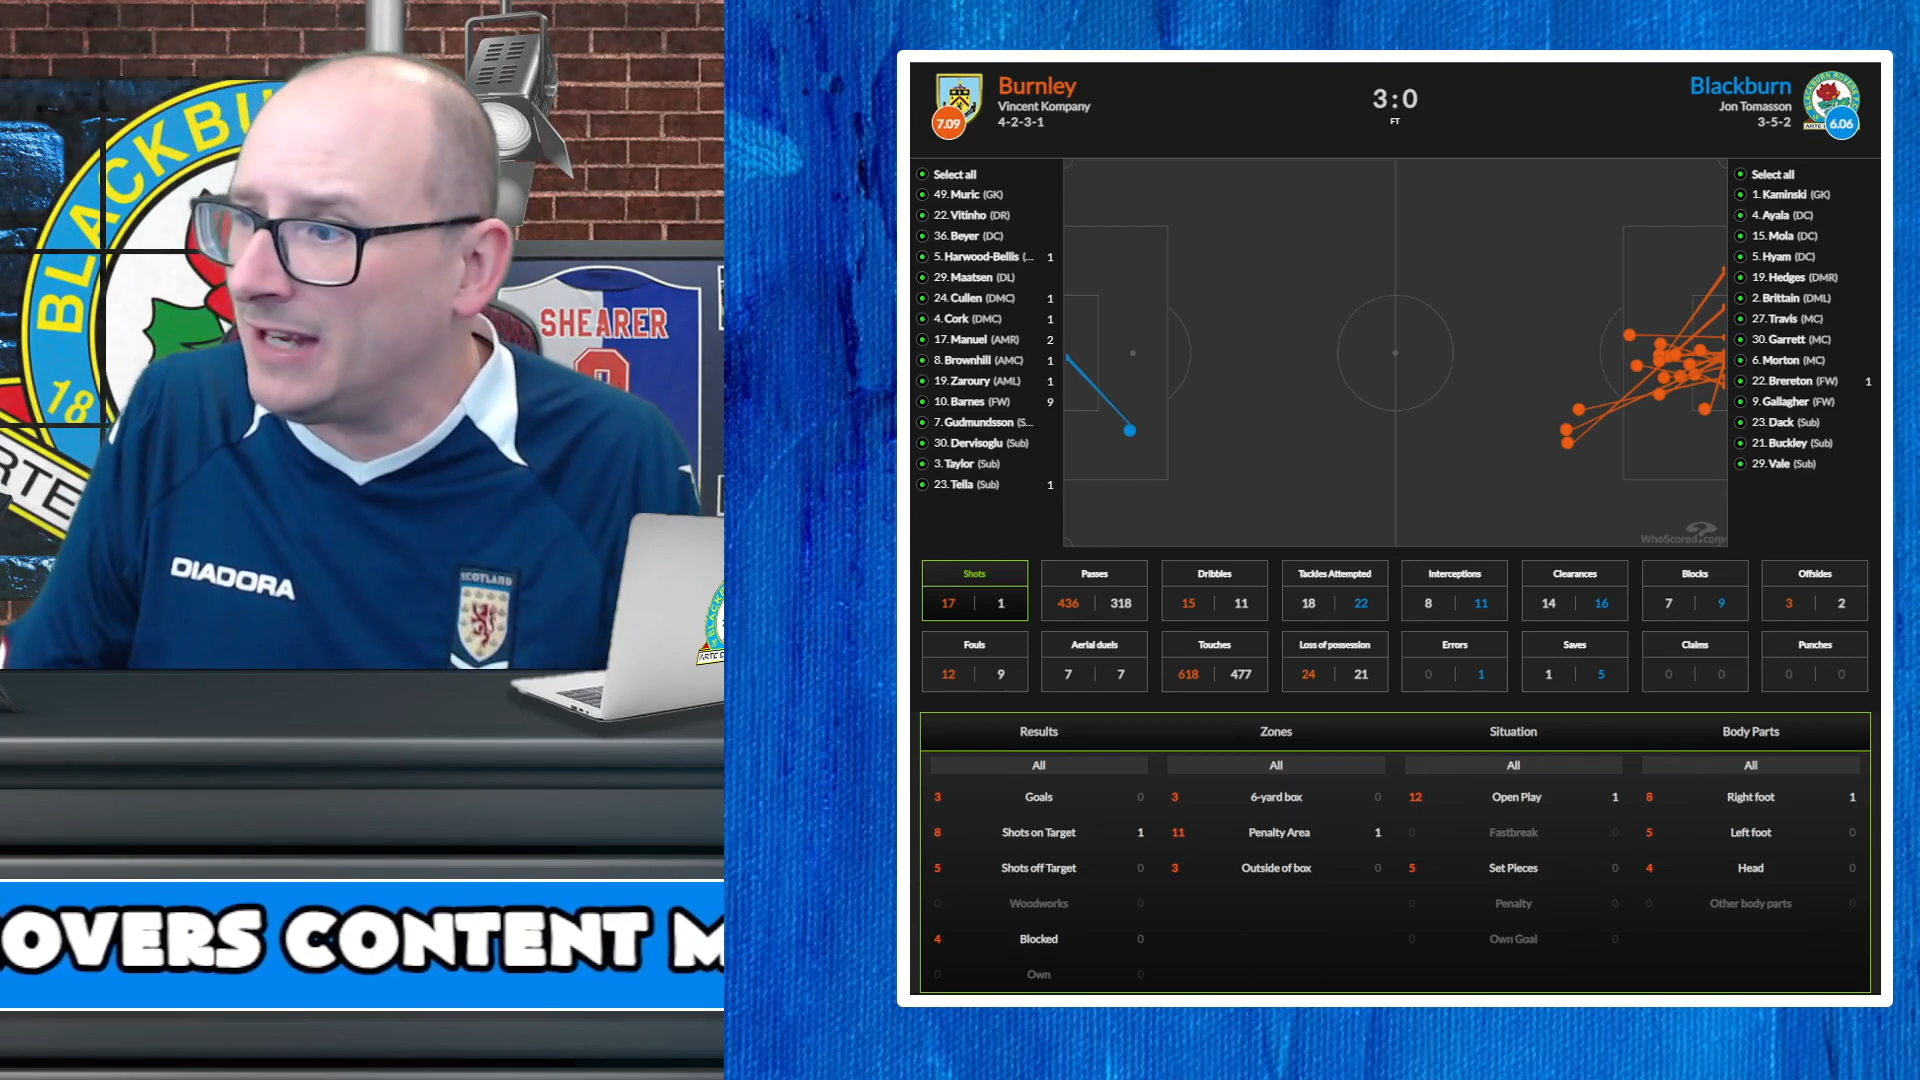 BLACKBU
18
ARTE
SHEARER
DIADORA
SCOTLAND
OVERS CONTENT M
Burnley
Vincent Kompany
4-2-3-1
7.09
3:0
FT
Blackburn
Jon Tomasson
3-5-2
6.06
Select all
49. Muric (GK)
22. Vitinho (DR)
36. Beyer (DC)
5. Harwood-Bellis (... 1
29. Maatsen (DL)
24. Cullen (DMC) 1
4. Cork (DMC) 1
17. Manuel (AMR) 2
8. Brownhill (AMC) 1
19. Zaroury (AML) 1
10. Barnes (FW) 9
7. Gudmundsson (S...
30. Dervisoglu (Sub)
3. Taylor (Sub)
23. Tella (Sub) 1
WhoScored.com
Select all
1. Kaminski (GK)
4. Ayala (DC)
15. Mola (DC)
5. Hyam (DC)
19. Hedges (DMR)
2. Brittain (DML)
27. Travis (MC)
30. Garrett (MC)
6. Morton (MC)
22. Brereton (FW) 1
9. Gallagher (FW)
23. Dack (Sub)
21. Buckley (Sub)
29. Vale (Sub)
Shots Passes Dribbles Tackles Attempted Interceptions Clearances Blocks Offsides
17 1 436 318 15 11 18 22 8 11 14 16 7 9 3 2
Fouls Aerial duels Touches Loss of possession Errors Saves Claims Punches
12 9 7 7 618 477 24 21 0 1 1 5 0 0 0 0
Results Zones Situation Body Parts
All All All All
3 Goals 0 3 6-yard box 0 12 Open Play 1 8 Right foot 1
8 Shots on Target 1 11 Penalty Area 1 0 Fastbreak 0 5 Left foot 0
5 Shots off Target 0 3 Outside of box 0 5 Set Pieces 0 4 Head 0
0 Woodworks 0 0 Penalty 0 0 Other body parts 0
4 Blocked 0 0 Own Goal 0
0 Own 0